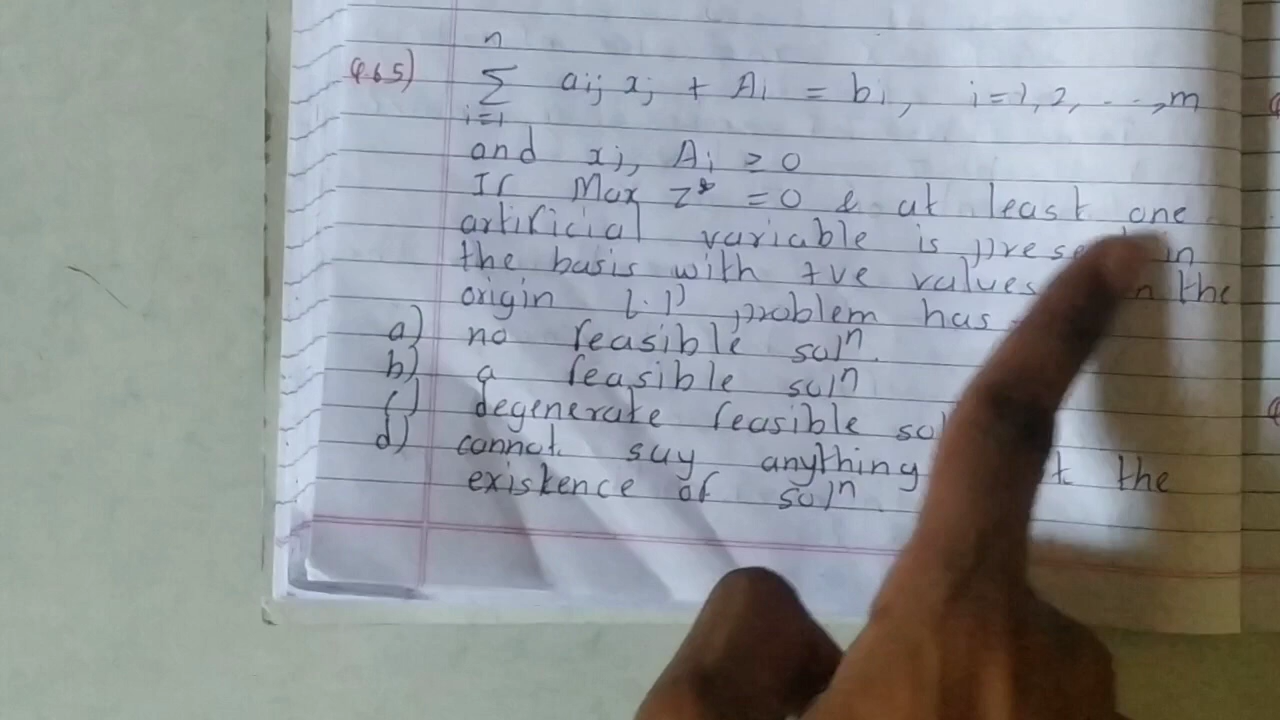 Q65) n
Σ aij xj + Ai = bi, i=1,2, ...,m
i=1
and xj, Ai ≥ 0
If Max Z* = 0 & at least one
artificial variable is present in
the basis with +ve values the
origin L.P problem has
a) no feasible solⁿ.
b) a feasible solⁿ
c) degenerate feasible
d) cannot say anything the
existence of solⁿ.